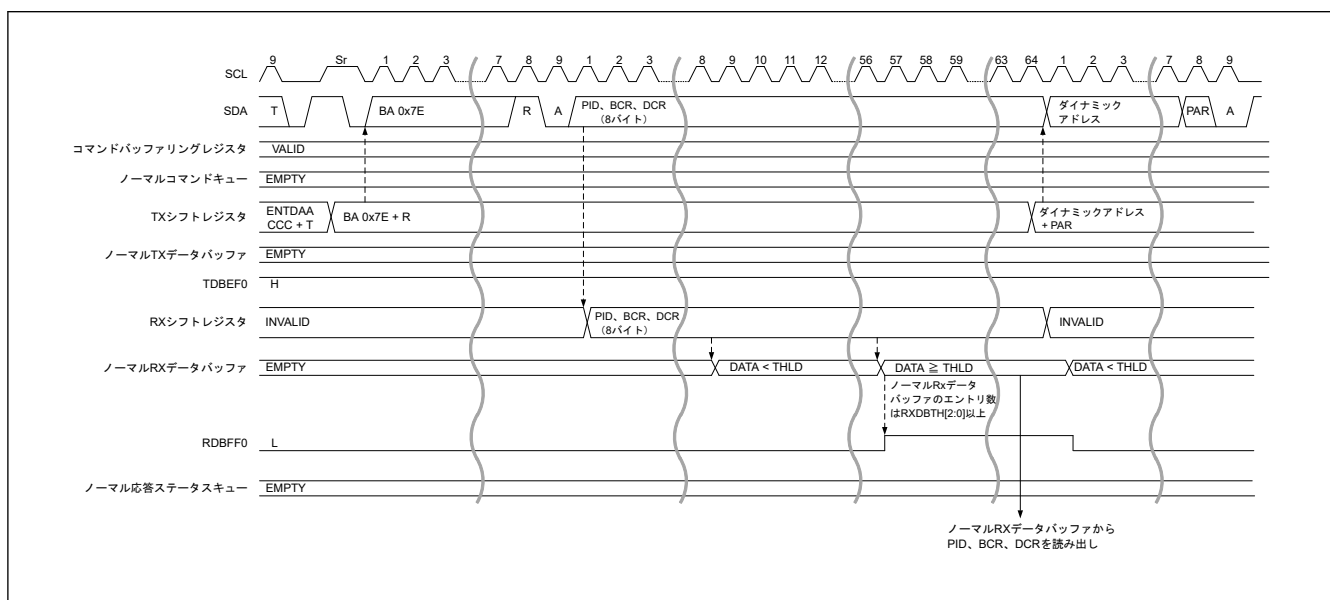 9 Sr 1 2 3 7 8 9 1 2 3 8 9 10 11 12 56 57 58 59 63 64 1 2 3 7 8 9
SCL
SDA T BA 0x7E R A PID、BCR、DCR ダイナミック PAR A
(8バイト) アドレス
コマンドバッファリングレジスタ VALID
ノーマルコマンドキュー EMPTY
TXシフトレジスタ ENTDAA BA 0x7E + R ダイナミックアドレス
CCC + T + PAR
ノーマルTXデータバッファ EMPTY
TDBEF0 H
RXシフトレジスタ INVALID PID、BCR、DCR INVALID
(8バイト)
ノーマルRXデータバッファ EMPTY DATA < THLD DATA ≧ THLD DATA < THLD
ノーマルRxデータ
バッファのエントリ数
はRXDBTH[2:0]以上
RDBFF0 L
ノーマル応答ステータスキュー EMPTY
ノーマルRXデータバッファから
PID、BCR、DCRを読み出し